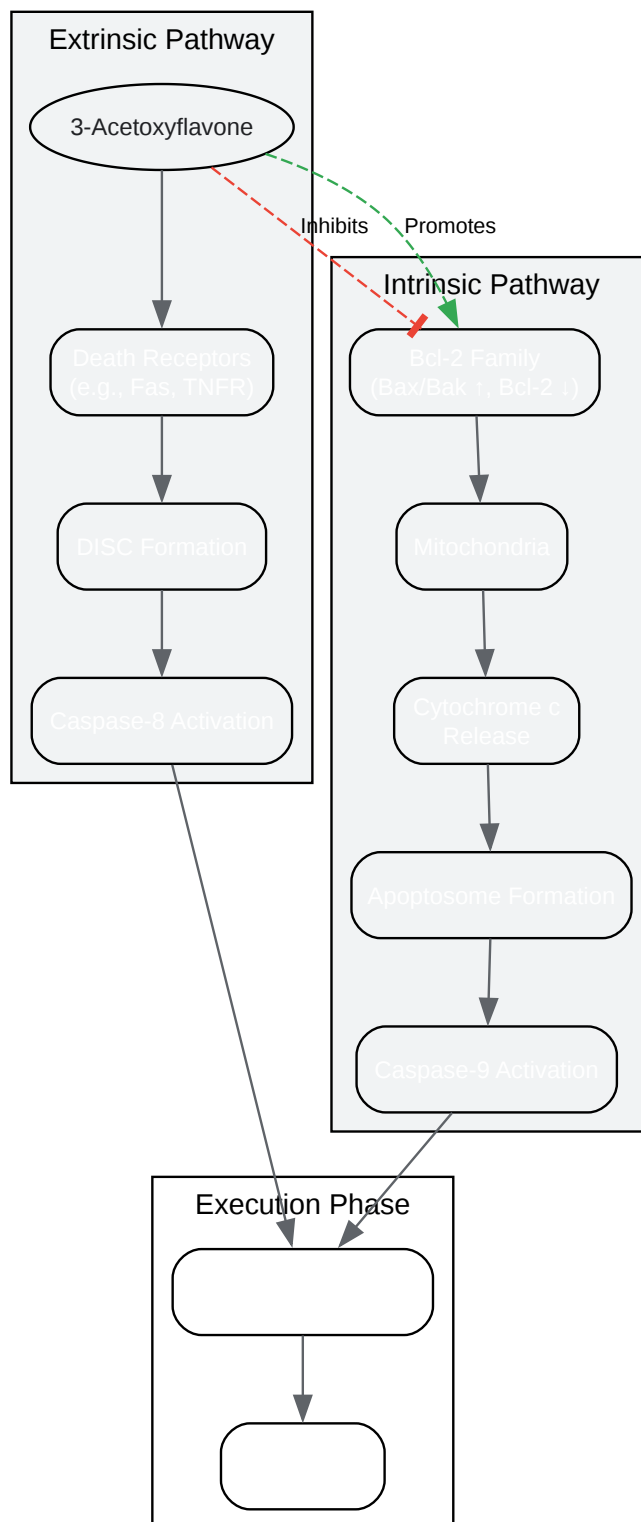 Extrinsic Pathway
3-Acetoxyflavone
Inhibits
Promotes
Intrinsic Pathway
Death Receptors
(e.g., Fas, TNFR)
Bcl-2 Family
(Bax/Bak ↑, Bcl-2 ↓)
DISC Formation
Mitochondria
Caspase-8 Activation
Cytochrome c
Release
Apoptosome Formation
Caspase-9 Activation
Execution Phase